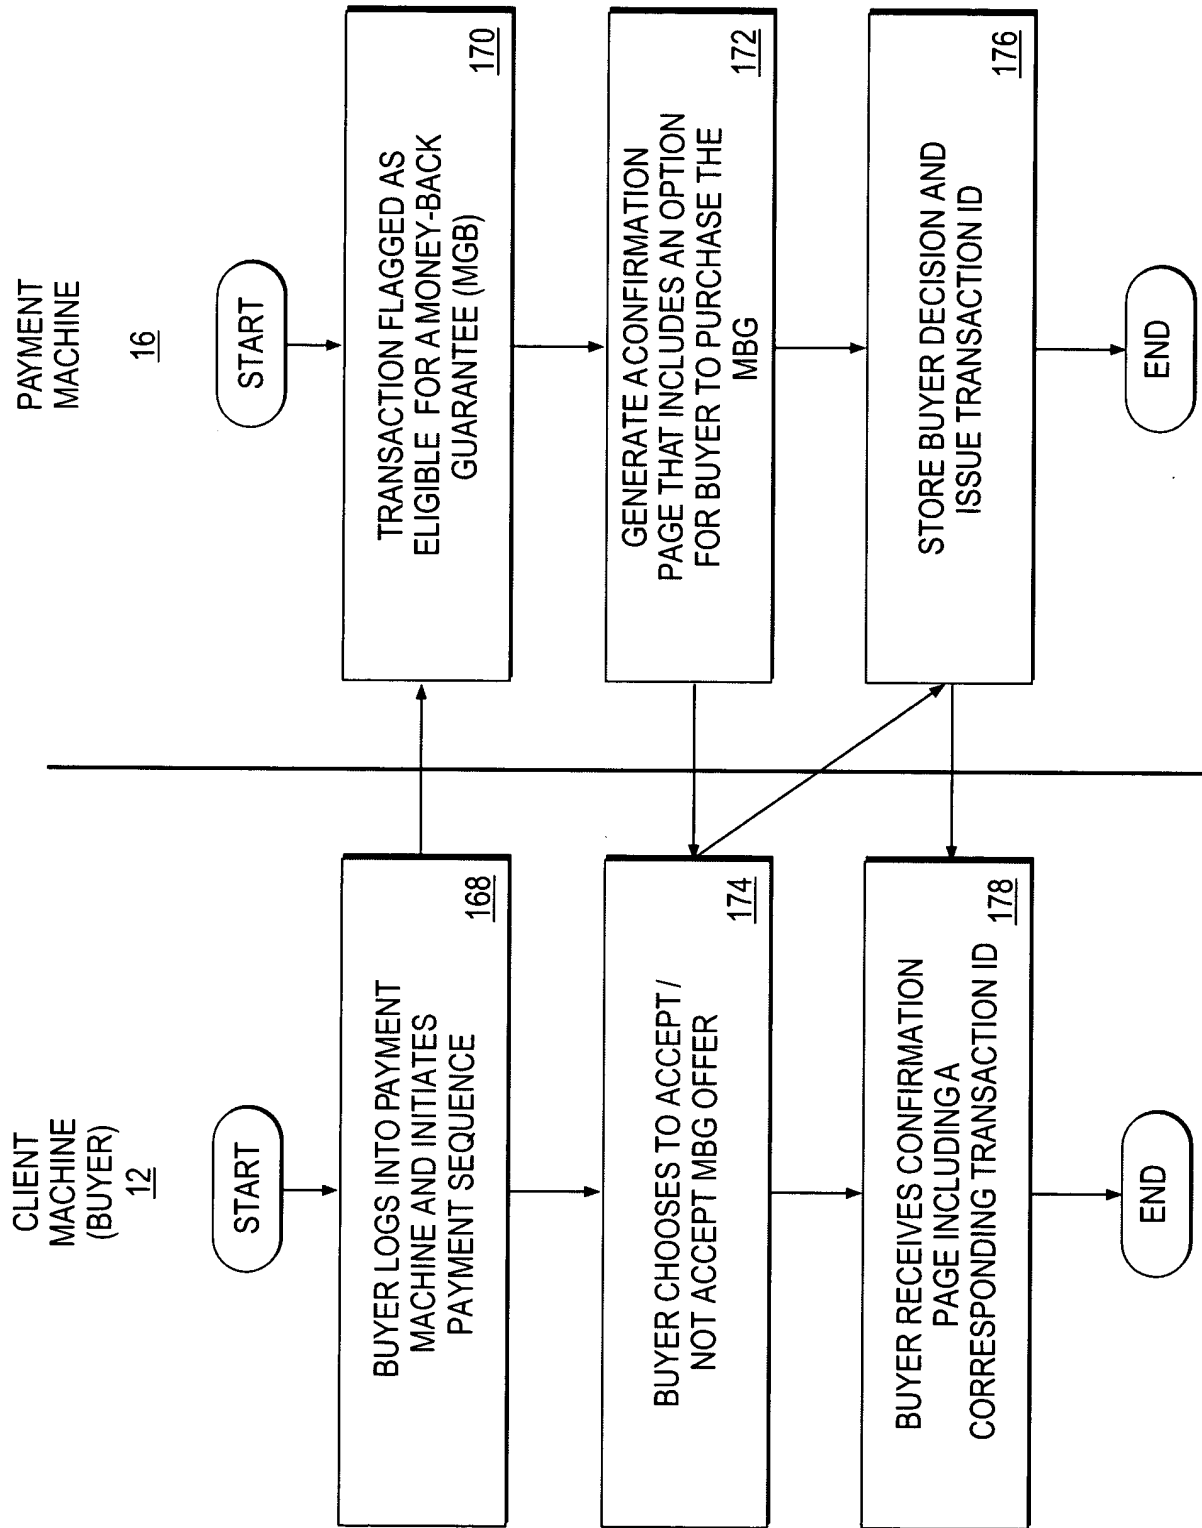 CLIENT
MACHINE
(BUYER)
12
START
BUYER LOGS INTO PAYMENT
MACHINE AND INITIATES
PAYMENT SEQUENCE
168
BUYER CHOOSES TO ACCEPT /
NOT ACCEPT MBG OFFER
174
BUYER RECEIVES CONFIRMATION
PAGE INCLUDING A
CORRESPONDING TRANSACTION ID
178
END
PAYMENT
MACHINE
16
START
TRANSACTION FLAGGED AS
ELIGIBLE FOR A MONEY-BACK
GUARANTEE (MGB)
170
GENERATE A CONFIRMATION
PAGE THAT INCLUDES AN OPTION
FOR BUYER TO PURCHASE THE
MBG
172
STORE BUYER DECISION AND
ISSUE TRANSACTION ID
176
END